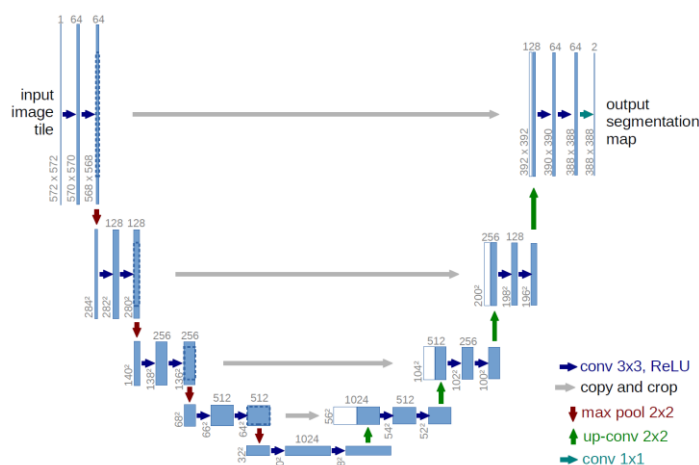 1 64 64
128 64 64 2
input
image
tile
output
segmentation
map
572 x 572
570 x 570
568 x 568
392 x 392
390 x 390
388 x 388
388 x 388
128 128
256 128
284²
282²
280²
200²
198²
196²
256 256
512 256
140²
138²
136²
104²
102²
100²
512 512
1024 512
68²
66²
64²
56²
54²
52²
1024
32²
conv 3x3, ReLU
copy and crop
max pool 2x2
up-conv 2x2
conv 1x1